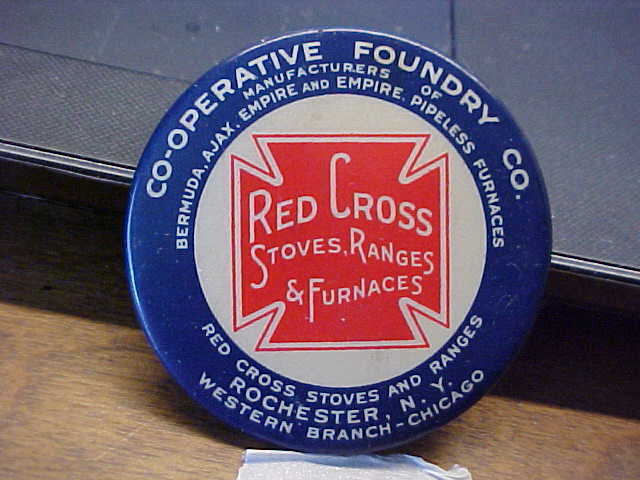 CO-OPERATIVE FOUNDRY CO.
MANUFACTURERS OF
BERMUDA, AJAX, EMPIRE AND EMPIRE, PIPELESS FURNACES
RED CROSS
STOVES, RANGES
& FURNACES
RED CROSS STOVES AND RANGES
ROCHESTER, N. Y.
WESTERN BRANCH-CHICAGO